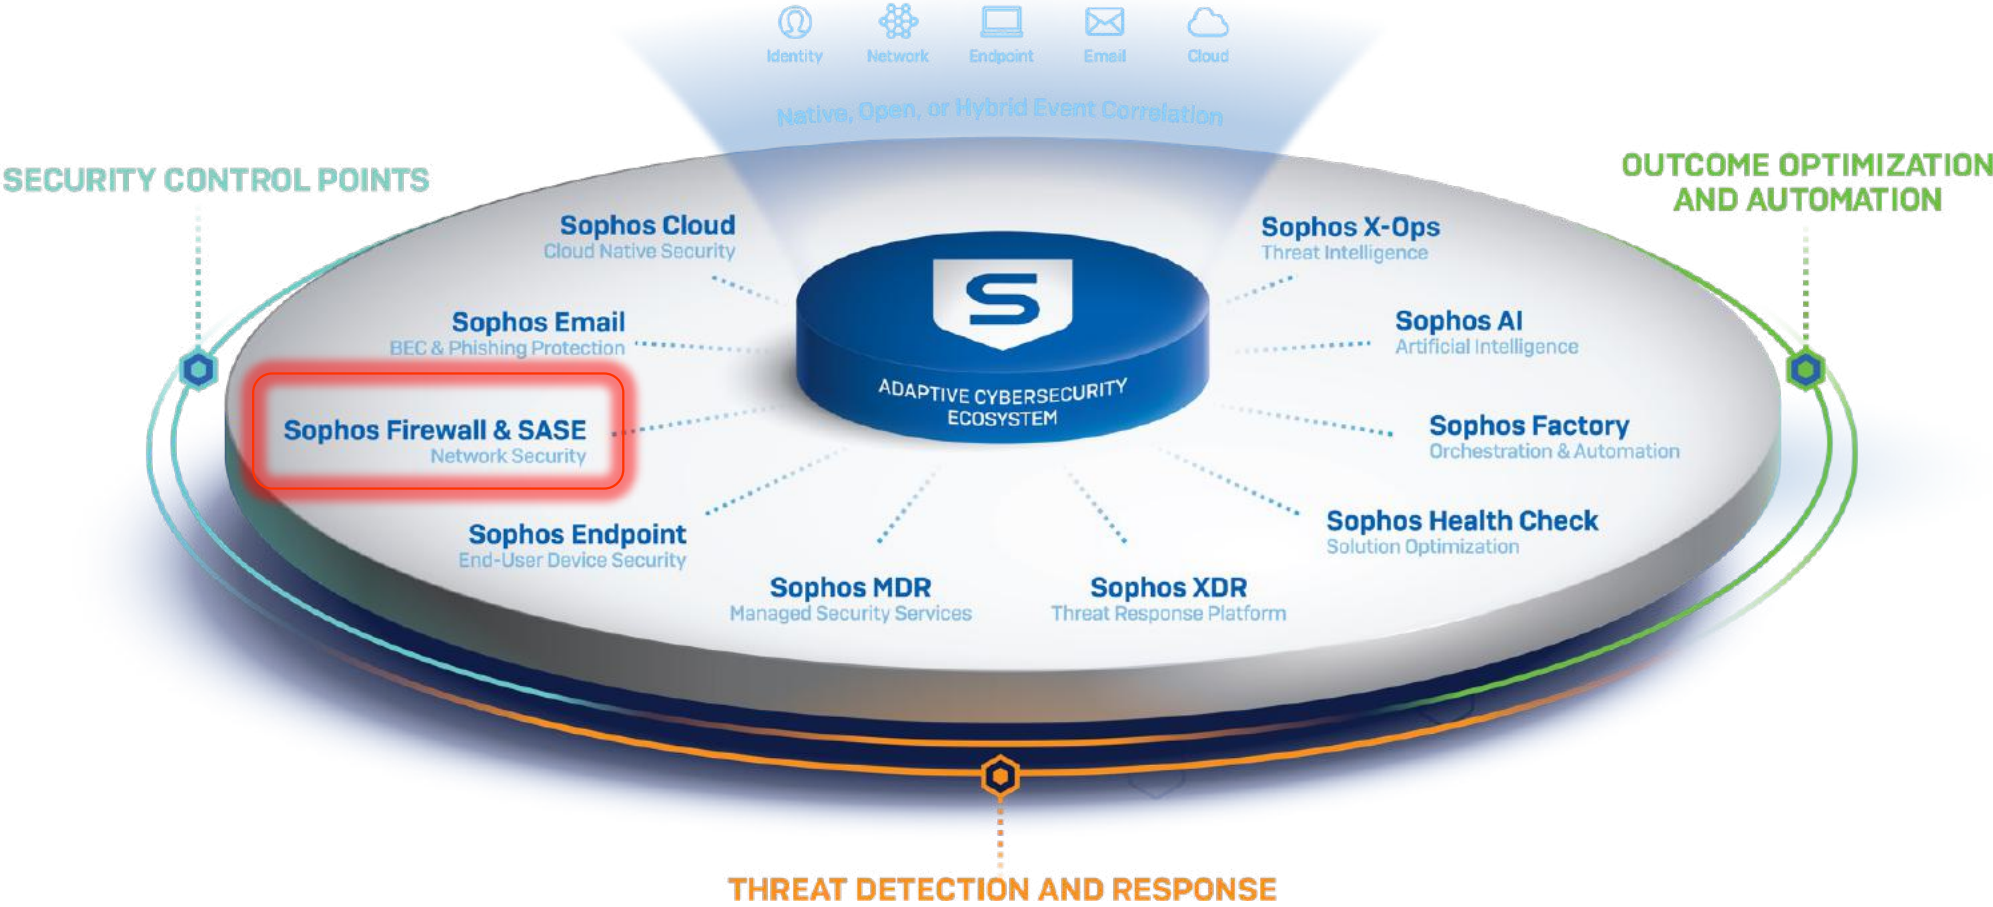 Identity
Network
Endpoint
Email
Cloud
Native, Open, or Hybrid Event Correlation
SECURITY CONTROL POINTS
OUTCOME OPTIMIZATION
AND AUTOMATION
Sophos Cloud
Cloud Native Security
Sophos Email
BEC & Phishing Protection
Sophos Firewall & SASE
Network Security
Sophos Endpoint
End-User Device Security
Sophos MDR
Managed Security Services
Sophos XDR
Threat Response Platform
Sophos Health Check
Solution Optimization
Sophos Factory
Orchestration & Automation
Sophos AI
Artificial Intelligence
Sophos X-Ops
Threat Intelligence
S
ADAPTIVE CYBERSECURITY
ECOSYSTEM
THREAT DETECTION AND RESPONSE